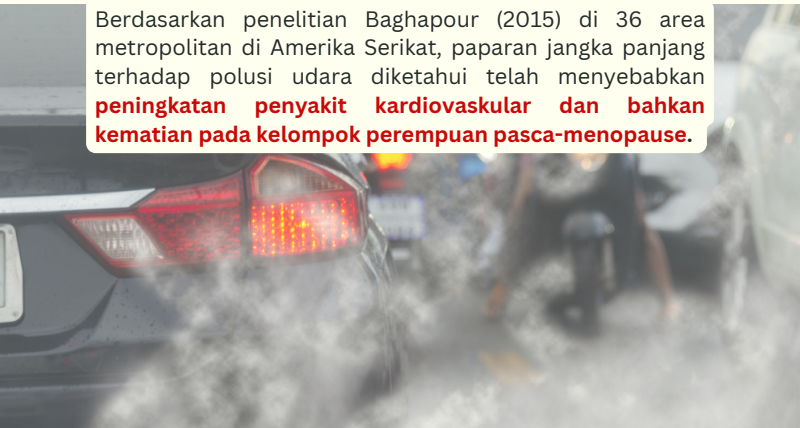 Berdasarkan penelitian Baghapour (2015) di 36 area
metropolitan di Amerika Serikat, paparan jangka panjang
terhadap polusi udara diketahui telah menyebabkan
peningkatan penyakit kardiovaskular dan bahkan
kematian pada kelompok perempuan pasca-menopause.